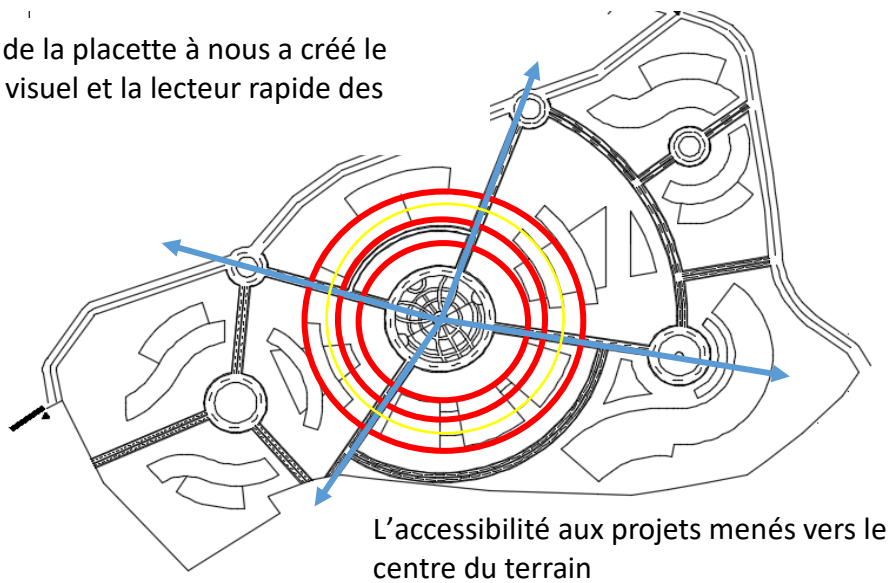 de la placette à nous a créé le
visuel et la lecteur rapide des
L’accessibilité aux projets menés vers le
centre du terrain